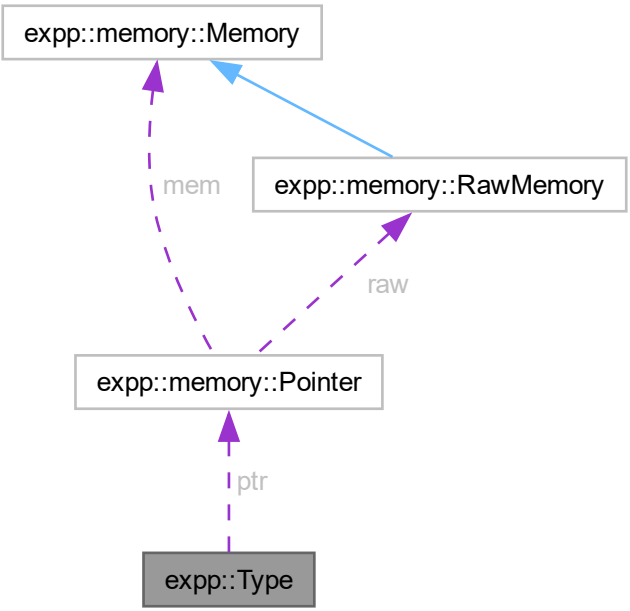 expp::memory::Memory
mem
expp::memory::RawMemory
raw
expp::memory::Pointer
ptr
expp::Type